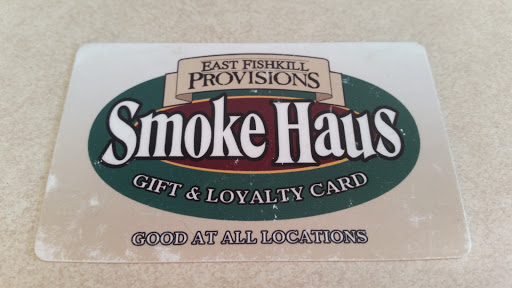 EAST FISHKILL
PROVISIONS
Smoke Haus
GIFT & LOYALTY CARD
GOOD AT ALL LOCATIONS